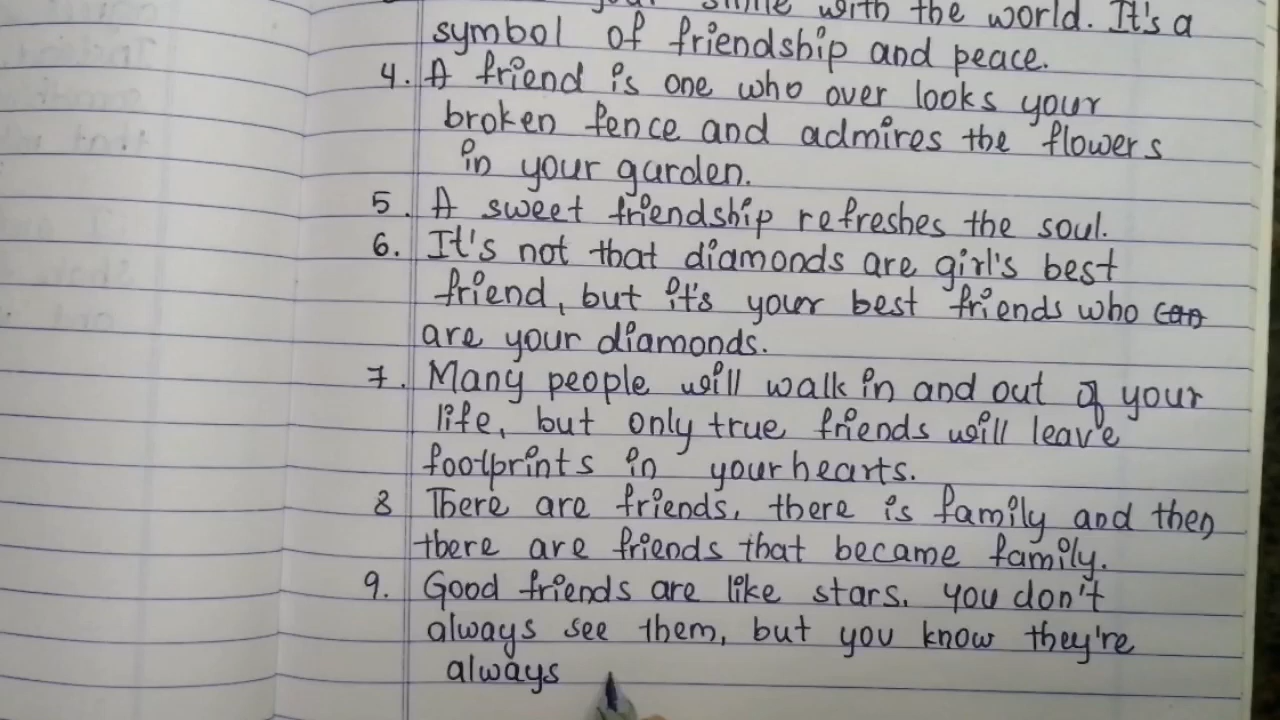 smile with the world. It's a
symbol of friendship and peace.
4. A friend is one who over looks your
broken fence and admires the flowers
in your garden.
5. A sweet friendship refreshes the soul.
6. It's not that diamonds are girl's best
friend, but it's your best friends who can
are your diamonds.
7. Many people will walk in and out of your
life, but only true friends will leave
footprints in your hearts.
8 There are friends, there is family and then
there are friends that became family.
9. Good friends are like stars. You don't
always see them, but you know they're
always